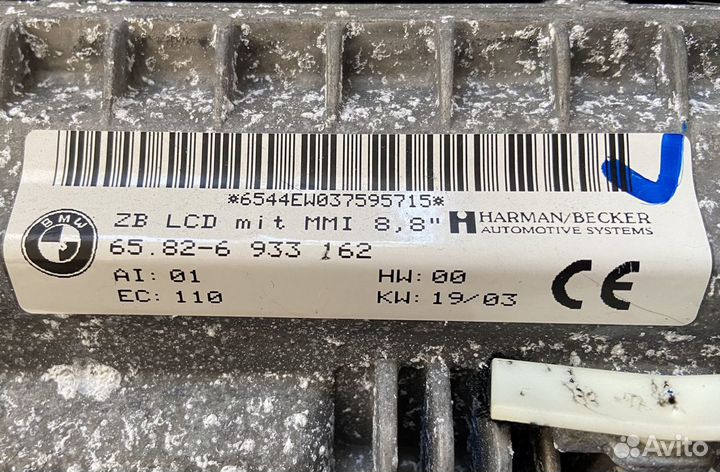 *6544EW037595715*
BMW
ZB LCD mit MMI 8,8"
HARMAN/BECKER
AUTOMOTIVE SYSTEMS
65.82-6 933 162
AI: 01
HW: 00
EC: 110
KW: 19/03
CE
Avito